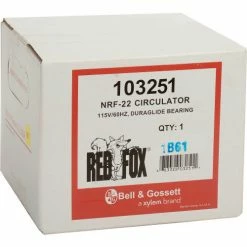 103251
NRF-22 CIRCULATOR
115V/60HZ, DURAGLIDE BEARING
QTY: 1
1B61
RED FOX
Bell & Gossett
a xylem brand